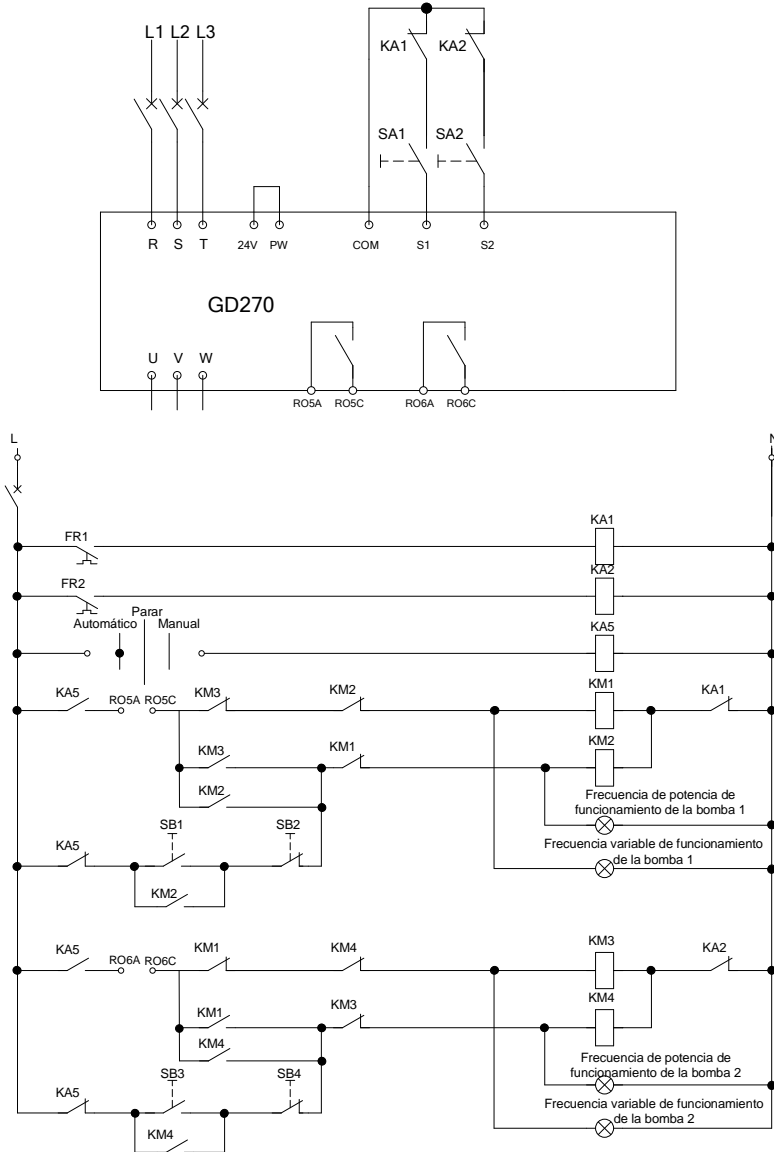 L1 L2 L3
KA1 KA2
SA1 SA2
R S T 24V PW COM S1 S2
GD270
U V W
RO5A RO5C RO6A RO6C
L N
FR1 KA1
FR2 KA2
Parar
Automático Manual KA5
KA5 RO5A RO5C KM3 KM2 KM1 KA1
KM3 KM1 KM2
KM2
Frecuencia de potencia de
funcionamiento de la bomba 1
SB1 SB2
Frecuencia variable de funcionamiento
de la bomba 1
KA5
KM2
KA5 RO6A RO6C KM1 KM4 KM3 KA2
KM1 KM3 KM4
KM4
Frecuencia de potencia de
funcionamiento de la bomba 2
SB3 SB4
Frecuencia variable de funcionamiento
de la bomba 2
KA5
KM4